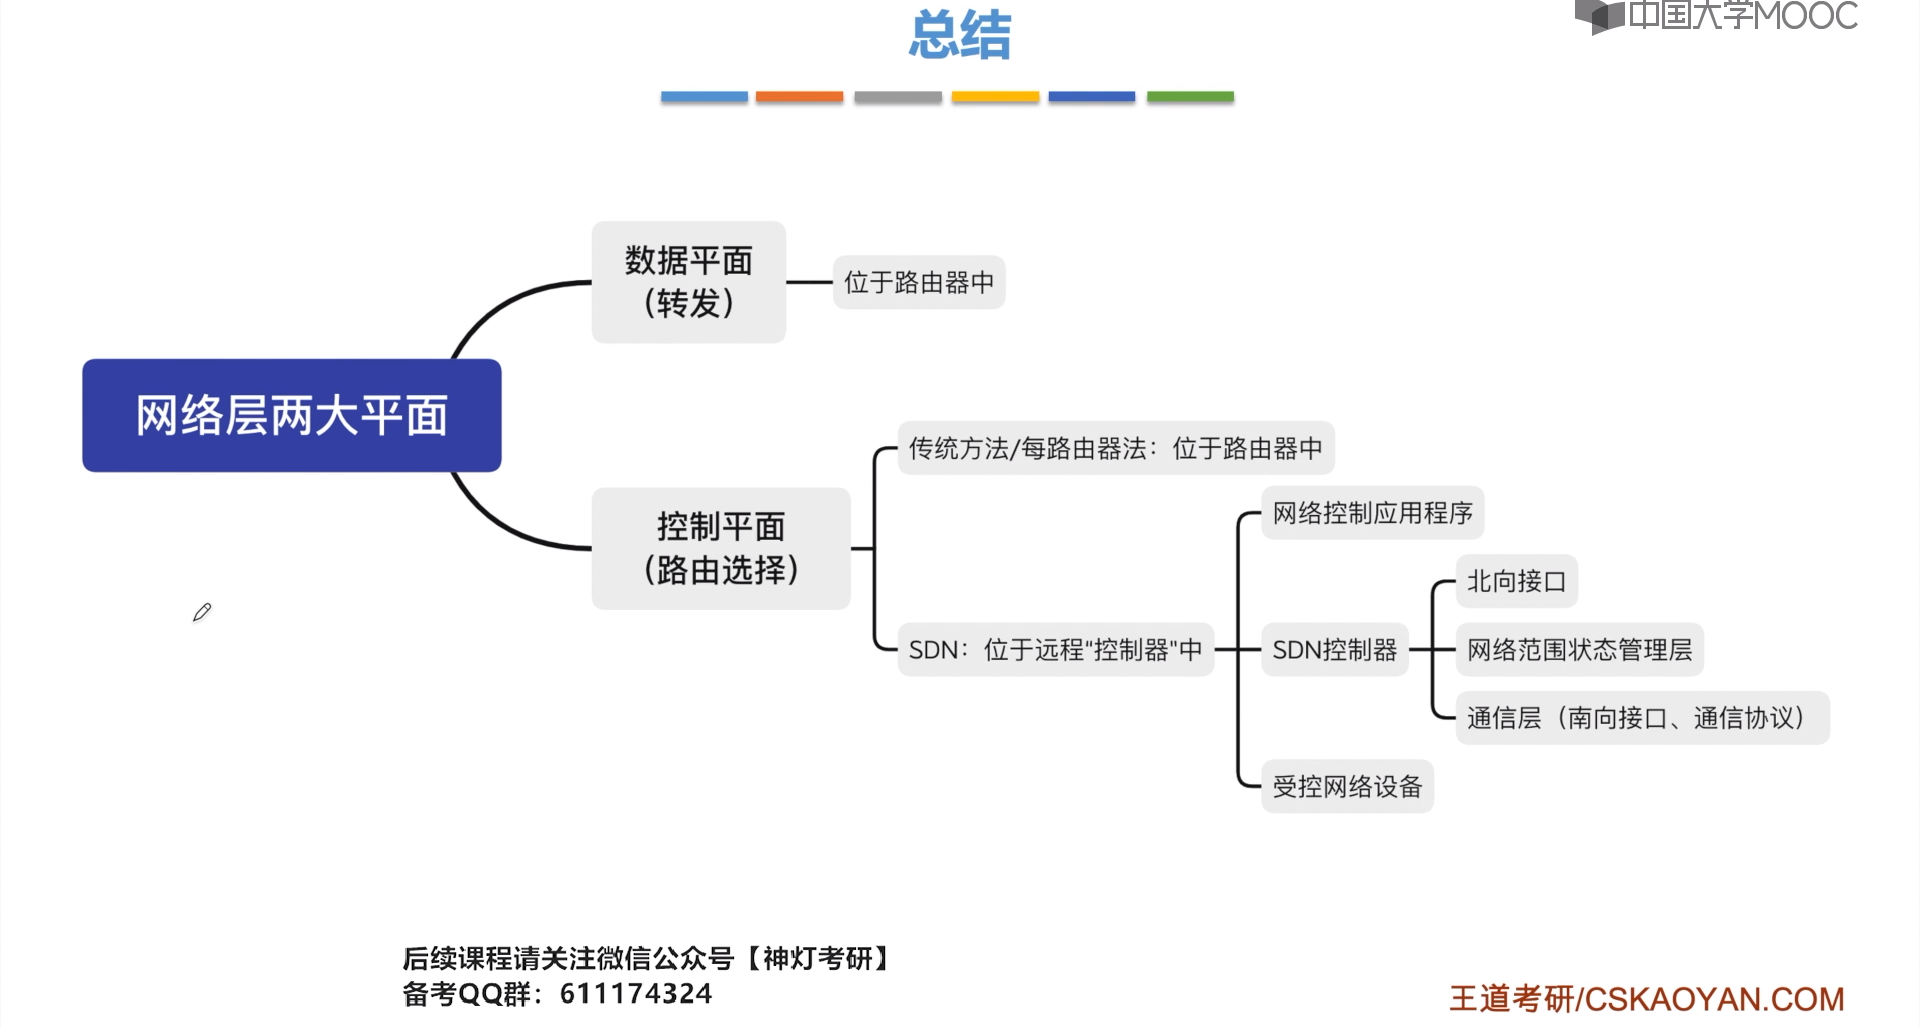 总结
中国大学MOOC
数据平面
（转发）
位于路由器中
网络层两大平面
控制平面
（路由选择）
传统方法/每路由器法：位于路由器中
SDN：位于远程“控制器”中
网络控制应用程序
SDN控制器
北向接口
网络范围状态管理层
通信层（南向接口、通信协议）
受控网络设备
后续课程请关注微信公众号【神灯考研】
备考QQ群：611174324
王道考研/CSKAOYAN.COM